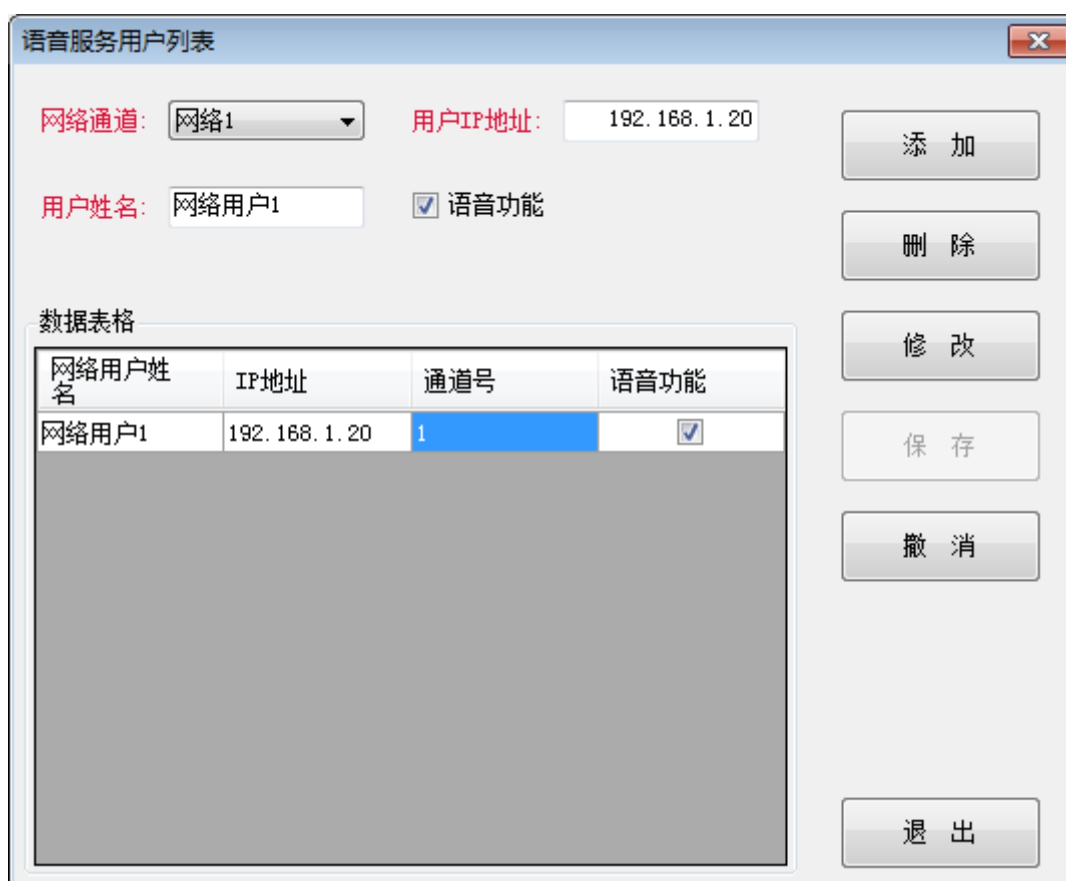 语音服务用户列表
网络通道: 网络1 用户IP地址: 192.168.1.20
添 加
用户姓名: 网络用户1 语音功能
删 除
数据表格
修 改
网络用户姓
名
IP地址 通道号 语音功能
网络用户1 192.168.1.20 1
保 存
撤 消
退 出